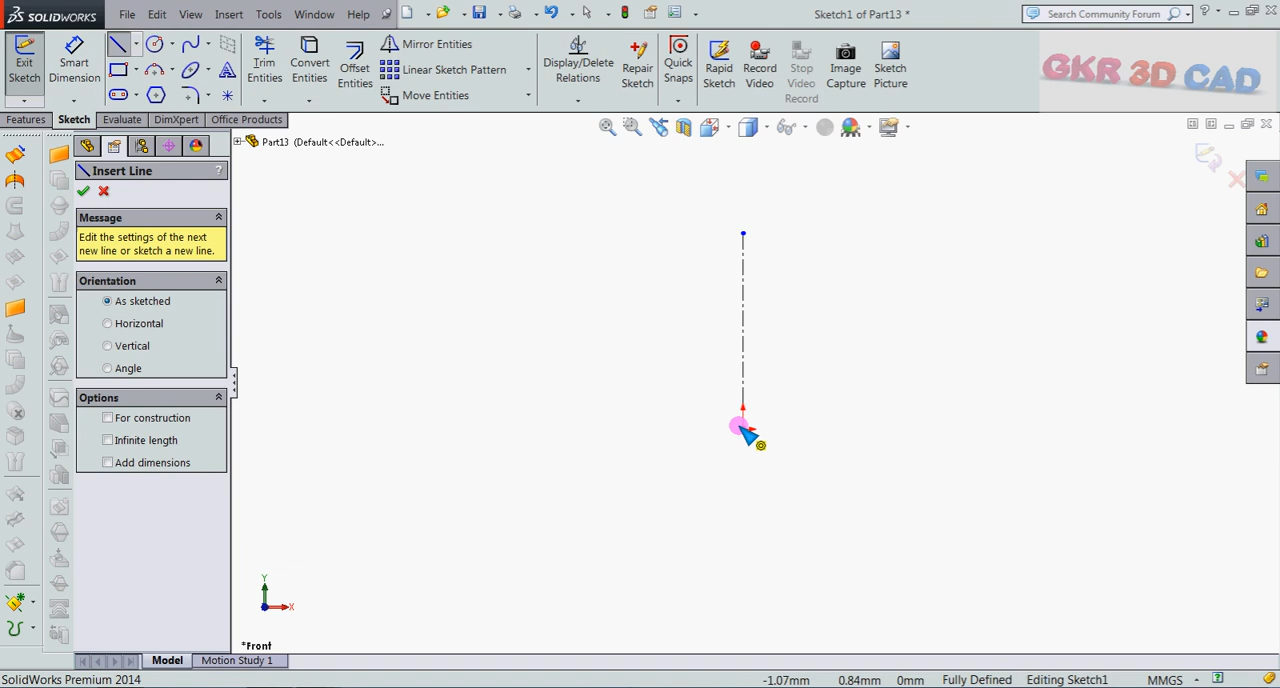 SOLIDWORKS File Edit View Insert Tools Window Help Sketch1 of Part13 * Search Community Forum
Exit Sketch
Smart Dimens...
Trim Entities
Convert Entities
Offset Entities
Mirror Entities
Linear Sketch Pattern
Move Entities
Display/Delete Relations
Repair Sketch
Quick Snaps
Rapid Sketch
Record Video
Stop Video Record
Image Capture
Sketch Picture
GKR 3D CAD
Features Sketch Evaluate DimXpert Office Products
Part13 (Default<<Default>...
Insert Line ?
Message
Edit the settings of the next
new line or sketch a new line.
Orientation
As sketched
Horizontal
Vertical
Angle
Options
For construction
Infinite length
Add dimensions
Y
X
*Front
Model Motion Study 1
SolidWorks Premium 2014 -1.07mm 0.84mm 0mm Fully Defined Editing Sketch1 MMGS